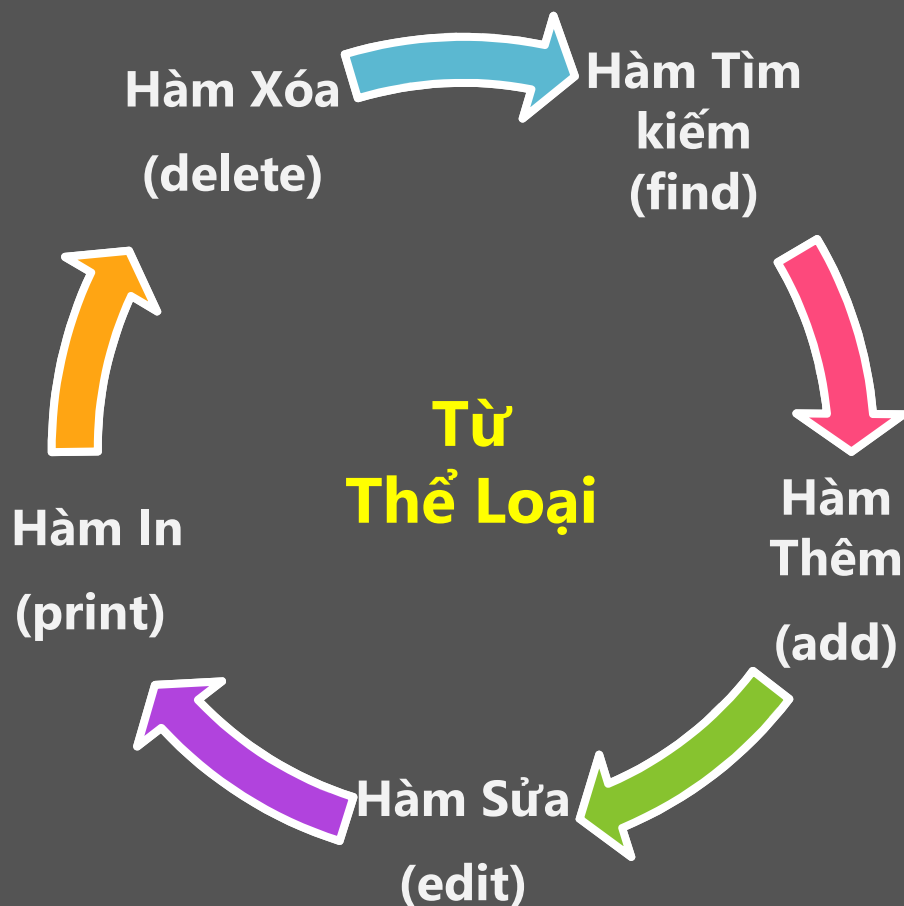 Hàm Xóa
(delete)
Hàm Tìm
kiếm
(find)
Từ
Thể Loại
Hàm
Thêm
(add)
Hàm In
(print)
Hàm Sửa
(edit)